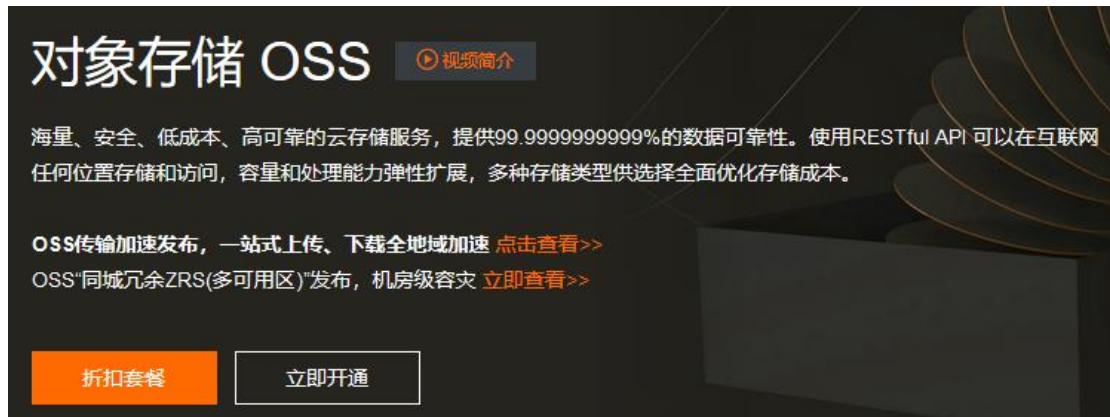 对象存储 OSS 视频简介
海量、安全、低成本、高可靠的云存储服务，提供99.9999999999%的数据可靠性。使用RESTful API 可以在互联网
任何位置存储和访问，容量和处理能力弹性扩展，多种存储类型供选择全面优化存储成本。
OSS传输加速发布，一站式上传、下载全地域加速 点击查看>>
OSS“同城冗余ZRS(多可用区)”发布，机房级容灾 立即查看>>
折扣套餐 立即开通